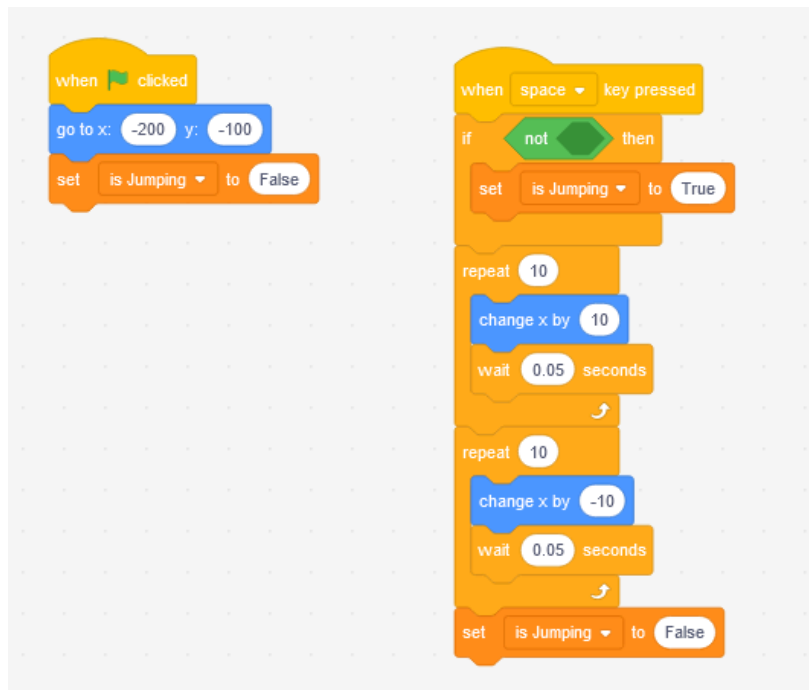 when clicked
go to x: -200 y: -100
set is Jumping to False
when space key pressed
if not then
set is Jumping to True
repeat 10
change x by 10
wait 0.05 seconds
repeat 10
change x by -10
wait 0.05 seconds
set is Jumping to False